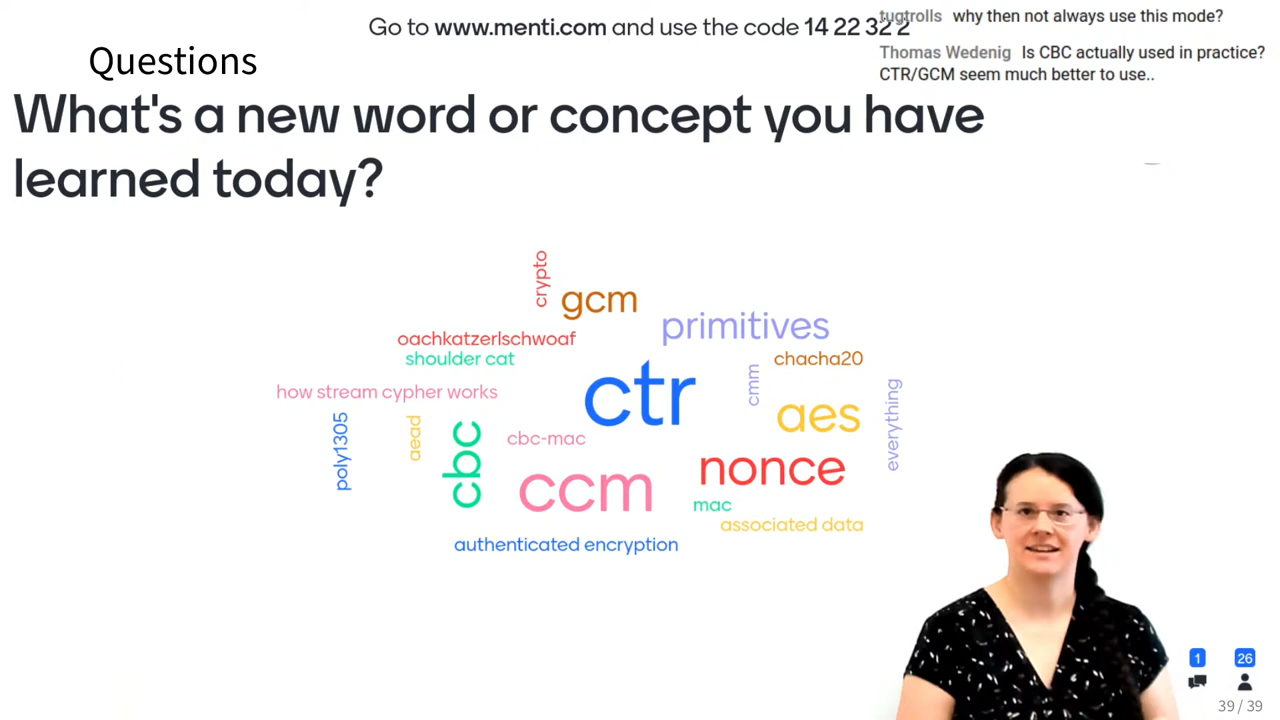 Go to www.menti.com and use the code 14 22 32 2
tugtrolls why then not always use this mode?
Thomas Wedenig Is CBC actually used in practice?
CTR/GCM seem much better to use..
Questions
What's a new word or concept you have
learned today?
crypto
gcm
primitives
oachkatzerlschwoaf
shoulder cat
chacha20
how stream cypher works
ctr
cmm
aes
everything
poly1305
aead
cbc
cbc-mac
nonce
ccm
mac
associated data
authenticated encryption
1
26
39 / 39